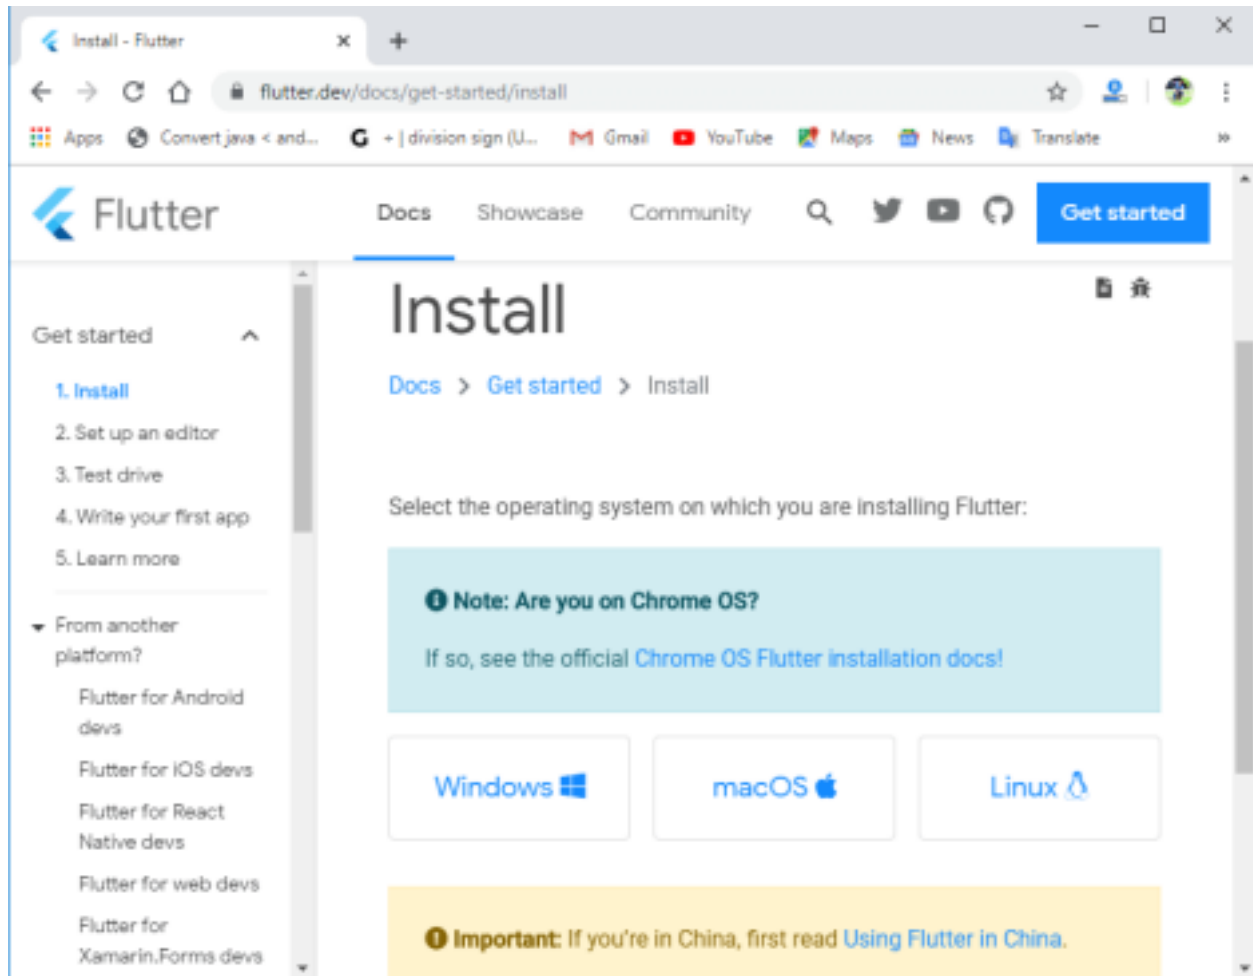 Install - Flutter
flutter.dev/docs/get-started/install
Apps Convert java < and... G ÷ | division sign (U... Gmail YouTube Maps News Translate »
Flutter Docs Showcase Community Get started
Get started
1. Install
2. Set up an editor
3. Test drive
4. Write your first app
5. Learn more
From another
platform?
Flutter for Android
devs
Flutter for iOS devs
Flutter for React
Native devs
Flutter for web devs
Flutter for
Xamarin.Forms devs
Install
Docs > Get started > Install
Select the operating system on which you are installing Flutter:
Note: Are you on Chrome OS?
If so, see the official Chrome OS Flutter installation docs!
Windows macOS Linux
Important: If you're in China, first read Using Flutter in China.